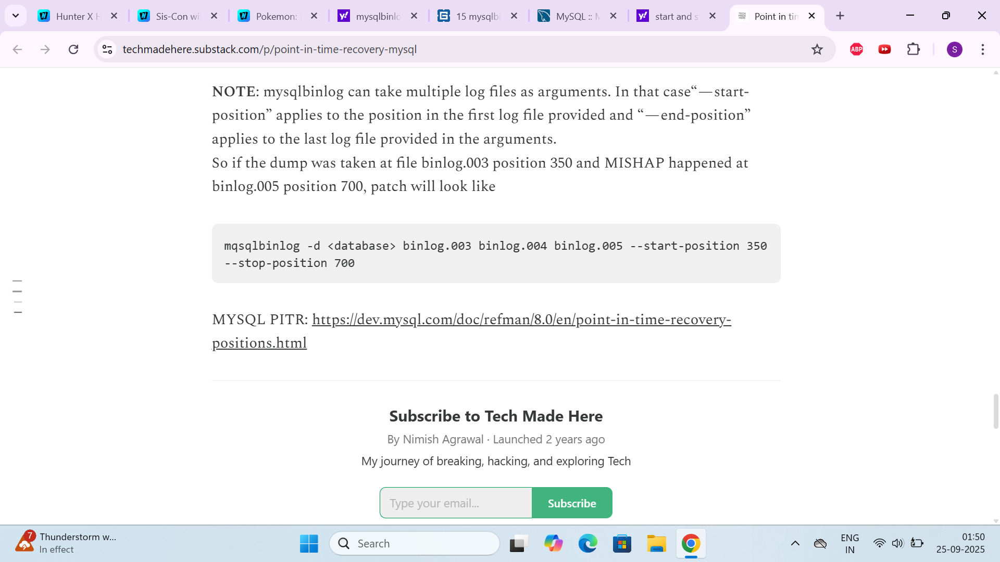 Hunter X H
Sis-Con wi
Pokemon:
mysqlbinlo
15 mysqlbi
MySQL :: M
start and s
Point in tim
techmadehere.substack.com/p/point-in-time-recovery-mysql
ABP
S
NOTE: mysqlbinlog can take multiple log files as arguments. In that case“—start-
position” applies to the position in the first log file provided and “—end-position”
applies to the last log file provided in the arguments.
So if the dump was taken at file binlog.003 position 350 and MISHAP happened at
binlog.005 position 700, patch will look like
mqsqlbinlog -d <database> binlog.003 binlog.004 binlog.005 --start-position 350
--stop-position 700
MYSQL PITR: https://dev.mysql.com/doc/refman/8.0/en/point-in-time-recovery-
positions.html
Subscribe to Tech Made Here
By Nimish Agrawal · Launched 2 years ago
My journey of breaking, hacking, and exploring Tech
Type your email...
Subscribe
7
Thunderstorm w...
In effect
Search
ENG
IN
01:50
25-09-2025